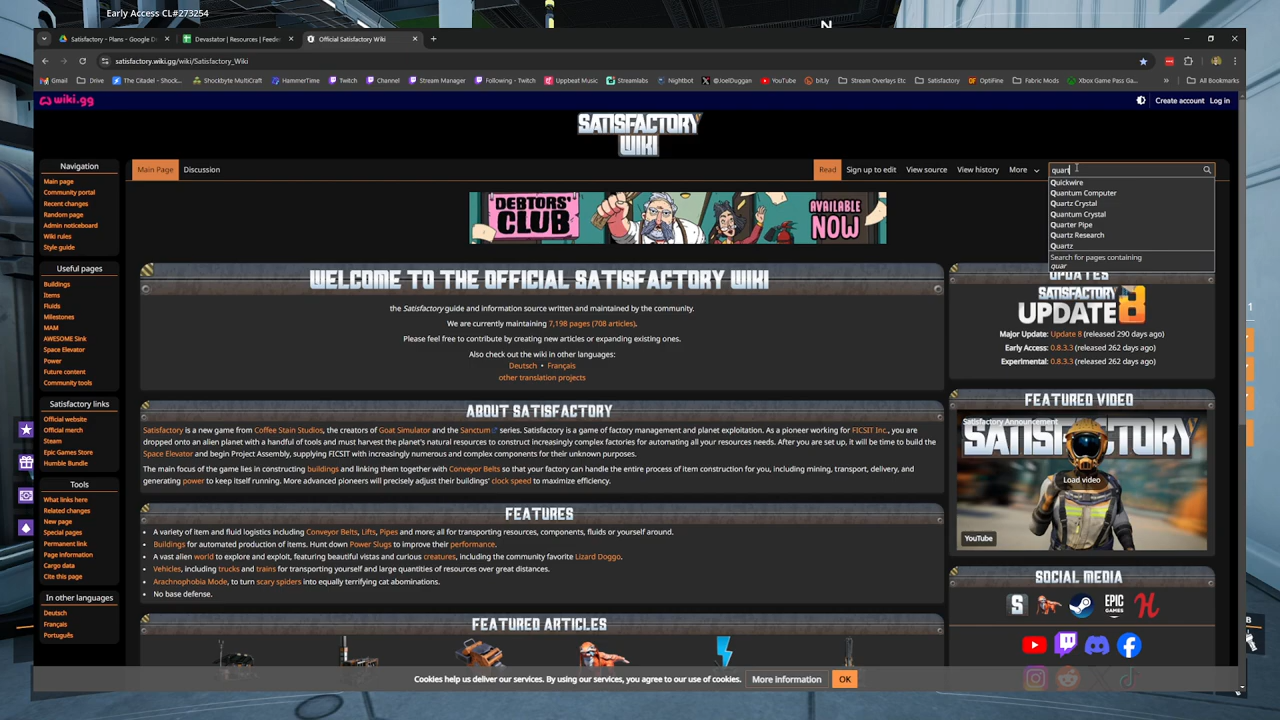 Early Access CL#273254
N
Satisfactory - Plans - Google D
Devastator | Resources | Feede
Official Satisfactory Wiki
satisfactory.wiki.gg/wiki/Satisfactory_Wiki
Gmail
Drive
The Citadel - Shock
Shockbyte MultiCraft
HammerTime
Twitch
Channel
Stream Manager
Following - Twitch
Uppbeat Music
Streamlabs
Nightbot
@JoelDuggan
YouTube
bit.ly
Stream Overlays Etc
Satisfactory
OptiFine
Fabric Mods
Xbox Game Pass Ga
All Bookmarks
wiki.gg
Create account
Log in
SATISFACTORY
WIKI
Navigation
Main page
Community portal
Recent changes
Random page
Admin noticeboard
Wiki rules
Style guide
Useful pages
Buildings
Items
Fluids
Milestones
MAM
AWESOME Sink
Space Elevator
Power
Future content
Community tools
Satisfactory links
Official website
Official merch
Steam
Epic Games Store
Humble Bundle
Tools
What links here
Related changes
New page
Special pages
Permanent link
Page information
Cargo data
Cite this page
In other languages
Deutsch
Français
Português
Main Page
Discussion
Read
Sign up to edit
View source
View history
More
Quickwire
Quantum Computer
Quartz Crystal
Quantum Crystal
Quarter Pipe
Quartz Research
Quartz
Search for pages containing
quar
DEBTORS'
CLUB
AVAILABLE
NOW
WELCOME TO THE OFFICIAL SATISFACTORY WIKI
the Satisfactory guide and information source written and maintained by the community.
We are currently maintaining 7,198 pages (708 articles).
Please feel free to contribute by creating new articles or expanding existing ones.
Also check out the wiki in other languages:
Deutsch • Français
other translation projects
ABOUT SATISFACTORY
Satisfactory is a new game from Coffee Stain Studios, the creators of Goat Simulator and the Sanctum series. Satisfactory is a game of factory management and planet exploitation. As a pioneer working for FICSIT Inc., you are
dropped onto an alien planet with a handful of tools and must harvest the planet's natural resources to construct increasingly complex factories for automating all your resources needs. After you are set up, it will be time to build the
Space Elevator and begin Project Assembly, supplying FICSIT with increasingly numerous and complex components for their unknown purposes.
The main focus of the game lies in constructing buildings and linking them together with Conveyor Belts so that your factory can handle the entire process of item construction for you, including mining, transport, delivery, and
generating power to keep itself running. More advanced pioneers will precisely adjust their buildings' clock speed to maximize efficiency.
FEATURES
• A variety of item and fluid logistics including Conveyor Belts, Lifts, Pipes and more; all for transporting resources, components, fluids or yourself around.
• Buildings for automated production of items. Hunt down Power Slugs to improve their performance.
• A vast alien world to explore and exploit, featuring beautiful vistas and curious creatures, including the community favorite Lizard Doggo.
• Vehicles, including trucks and trains for transporting yourself and large quantities of resources over great distances.
• Arachnophobia Mode, to turn scary spiders into equally terrifying cat abominations.
• No base defense.
FEATURED ARTICLES
UPDATES
SATISFACTORY
UPDATE 8
Major Update: Update 8 (released 290 days ago)
Early Access: 0.8.3.3 (released 262 days ago)
Experimental: 0.8.3.3 (released 262 days ago)
FEATURED VIDEO
Satisfactory Announcement
SATISFACTORY
Load video
YouTube
SOCIAL MEDIA
S
EPIC
GAMES
H
Cookies help us deliver our services. By using our services, you agree to our use of cookies.
More information
OK